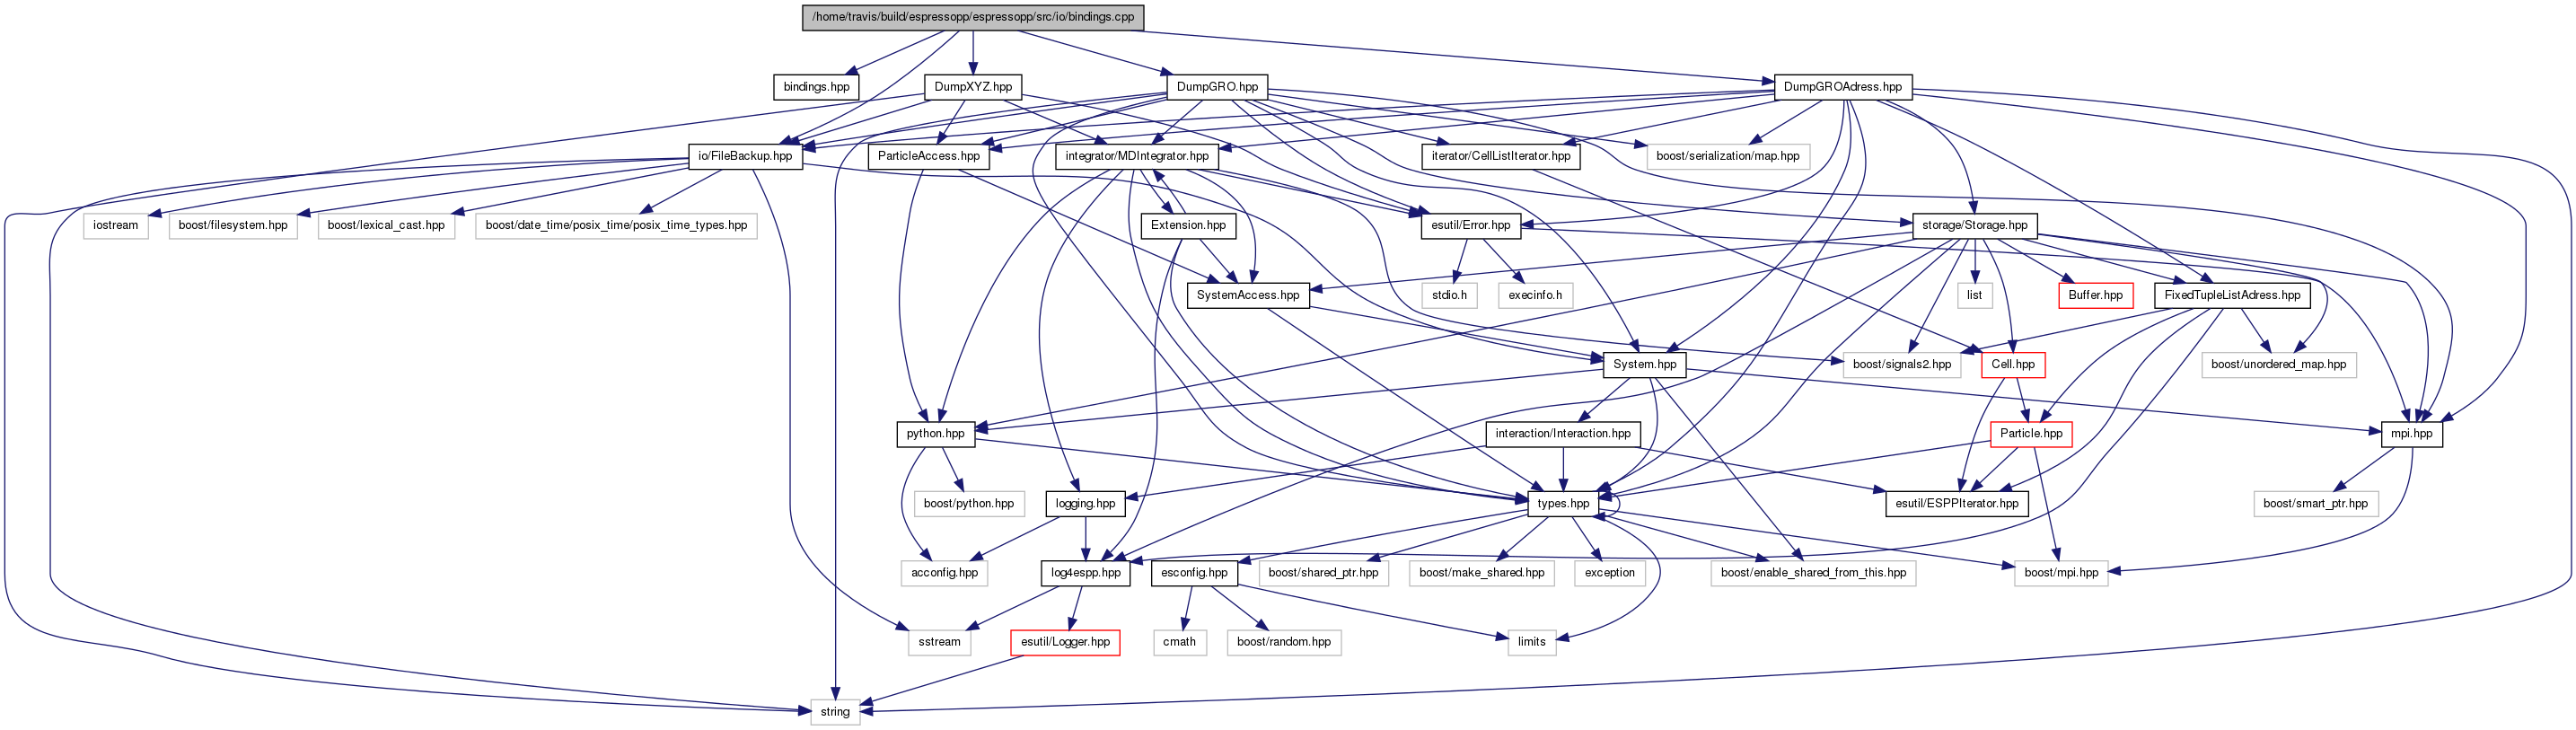 /home/travis/build/espressopp/espressopp/src/io/bindings.cpp
bindings.hpp
DumpXYZ.hpp
DumpGRO.hpp
DumpGROAdress.hpp
io/FileBackup.hpp
ParticleAccess.hpp
integrator/MDIntegrator.hpp
iterator/CellListIterator.hpp
boost/serialization/map.hpp
iostream
boost/filesystem.hpp
boost/lexical_cast.hpp
boost/date_time/posix_time/posix_time_types.hpp
Extension.hpp
esutil/Error.hpp
storage/Storage.hpp
SystemAccess.hpp
stdio.h
execinfo.h
list
Buffer.hpp
FixedTupleListAdress.hpp
System.hpp
boost/signals2.hpp
Cell.hpp
boost/unordered_map.hpp
python.hpp
interaction/Interaction.hpp
Particle.hpp
mpi.hpp
boost/python.hpp
logging.hpp
types.hpp
esutil/ESPPIterator.hpp
boost/smart_ptr.hpp
acconfig.hpp
log4espp.hpp
esconfig.hpp
boost/shared_ptr.hpp
boost/make_shared.hpp
exception
boost/enable_shared_from_this.hpp
boost/mpi.hpp
sstream
esutil/Logger.hpp
cmath
boost/random.hpp
limits
string